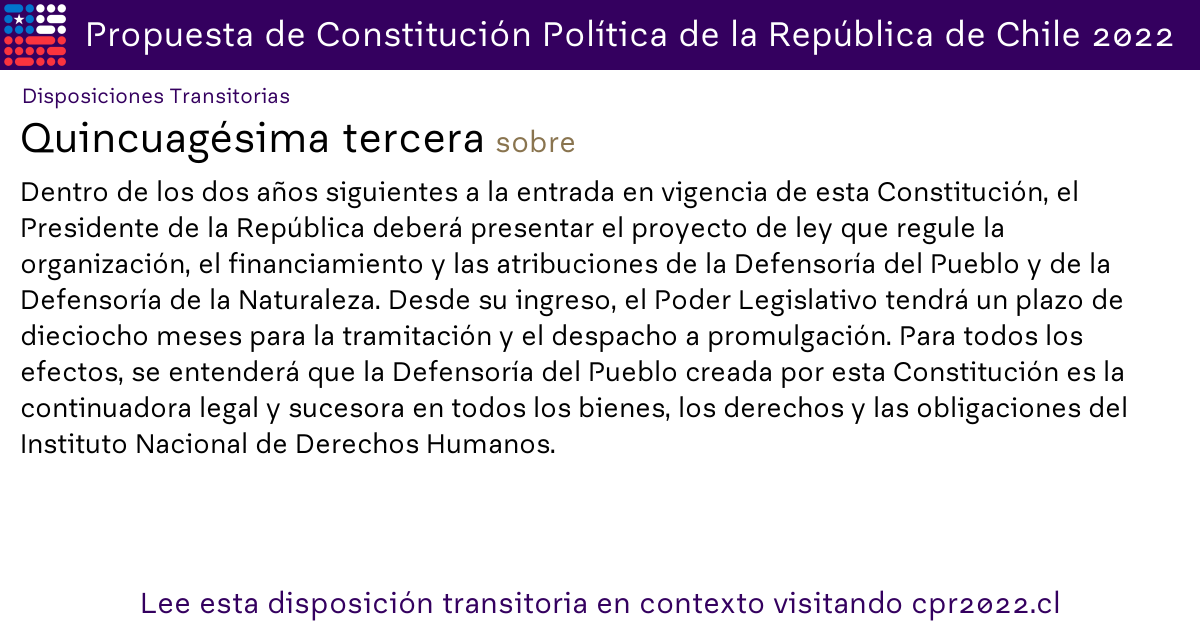 Propuesta de Constitución Política de la República de Chile 2022
Disposiciones Transitorias
Quincuagésima tercera sobre
Dentro de los dos años siguientes a la entrada en vigencia de esta Constitución, el
Presidente de la República deberá presentar el proyecto de ley que regule la
organización, el financiamiento y las atribuciones de la Defensoría del Pueblo y de la
Defensoría de la Naturaleza. Desde su ingreso, el Poder Legislativo tendrá un plazo de
dieciocho meses para la tramitación y el despacho a promulgación. Para todos los
efectos, se entenderá que la Defensoría del Pueblo creada por esta Constitución es la
continuadora legal y sucesora en todos los bienes, los derechos y las obligaciones del
Instituto Nacional de Derechos Humanos.
Lee esta disposición transitoria en contexto visitando cpr2022.cl